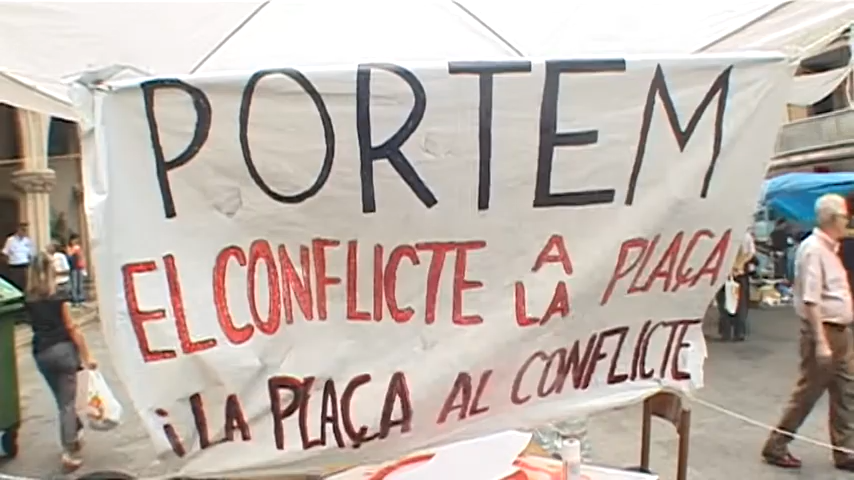 PORTEM
EL CONFLICTE A LA PLAÇA
i LA PLAÇA AL CONFLICTE